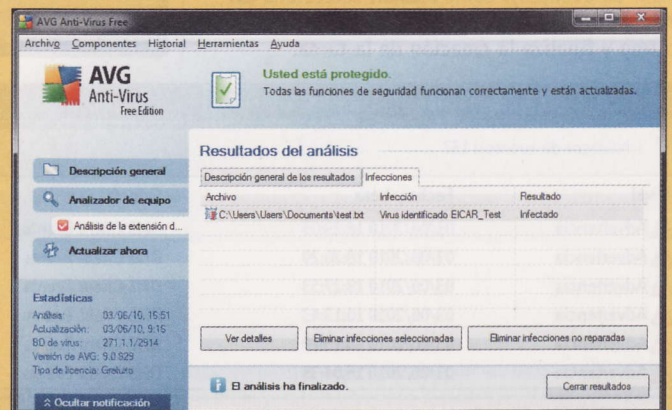 AVG Anti-Virus Free
Archivo Componentes Historial Herramientas Ayuda
AVG
Anti-Virus
Free Edition
Usted está protegido.
Todas las funciones de seguridad funcionan correctamente y están actualizadas.
Descripción general
Analizador de equipo
Análisis de la extensión d...
Actualizar ahora
Resultados del análisis
Descripción general de los resultados Infecciones
Archivo Infección Resultado
C:\Users\Users\Documents\test.txt Virus identificado EICAR_Test Infectado
Estadísticas
Análisis: 03/06/10, 16:51
Actualización: 03/06/10, 9:16
BD de virus: 271.1.1/2914
Versión de AVG: 9.0.829
Tipo de licencia: Gratuito
Ocultar notificación
Ver detalles Eliminar infecciones seleccionadas Eliminar infecciones no reparadas
El análisis ha finalizado.
Cerrar resultados